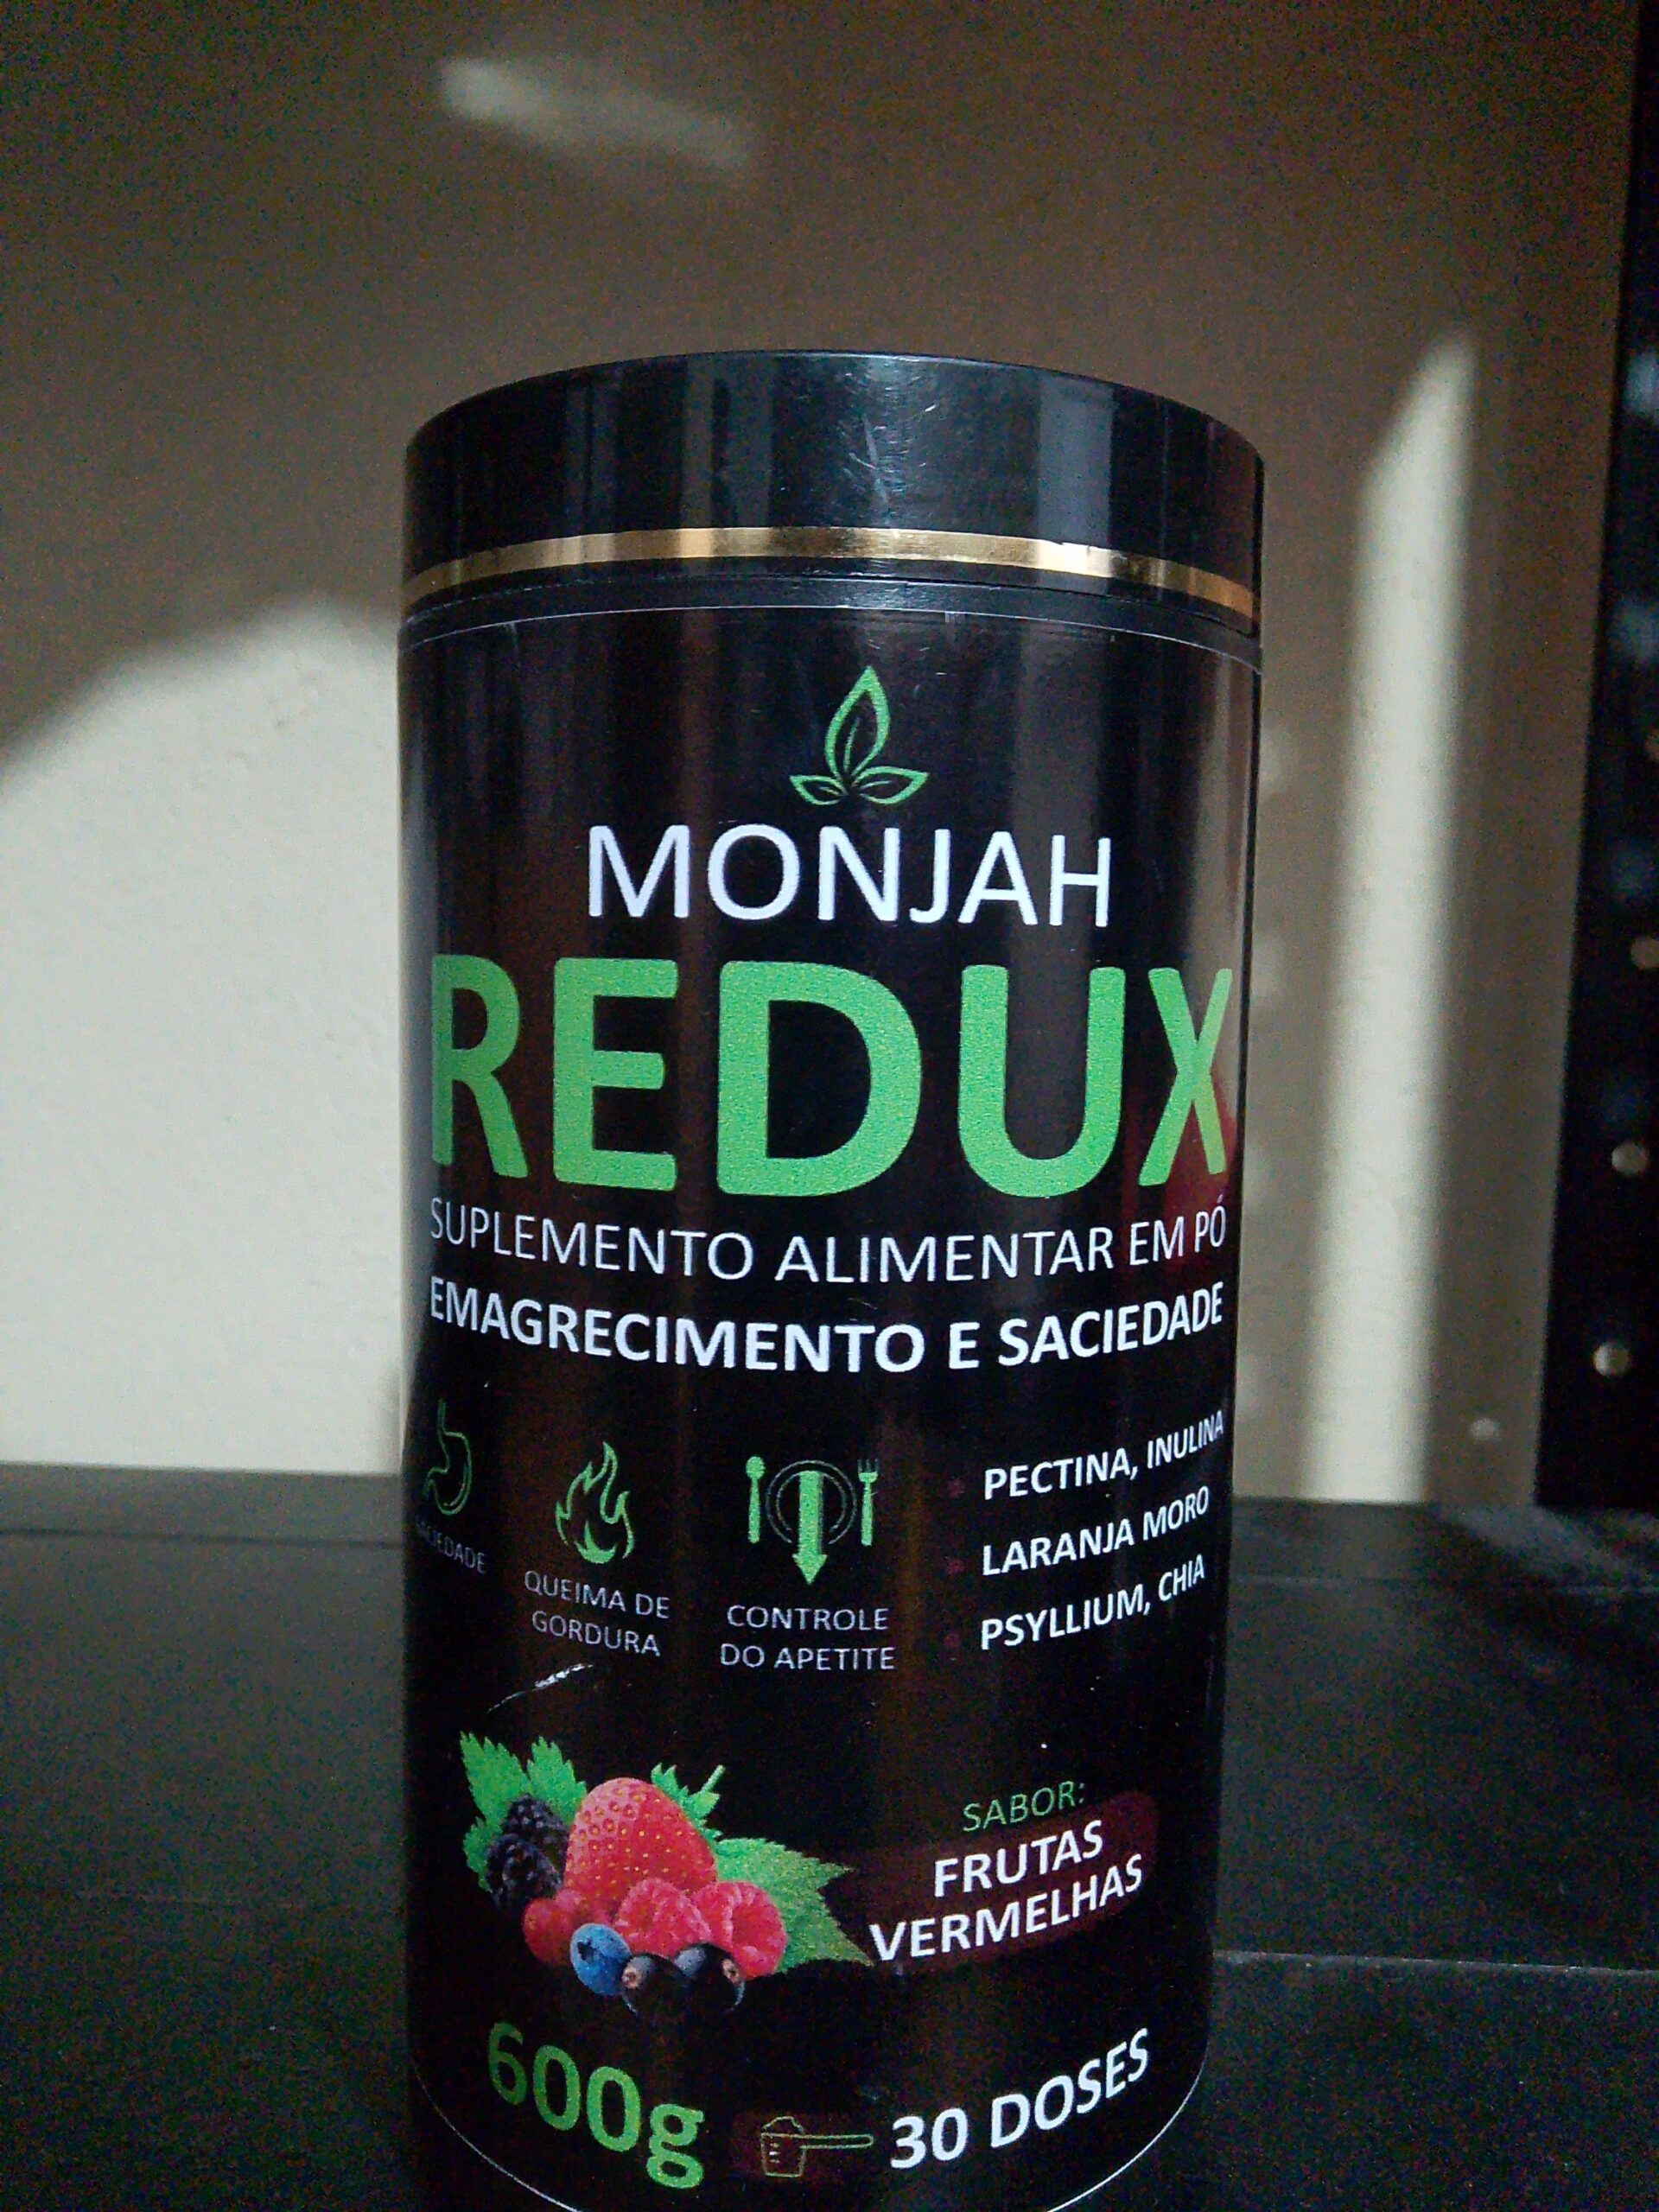 MONJAH
REDUX
SUPLEMENTO ALIMENTAR EM PÓ
EMAGRECIMENTO E SACIEDADE
SACIEDADE
QUEIMA DE
GORDURA
CONTROLE
DO APETITE
PECTINA, INULINA
LARANJA MORO
PSYLLIUM, CHIA
SABOR:
FRUTAS
VERMELHAS
600g
30 DOSES